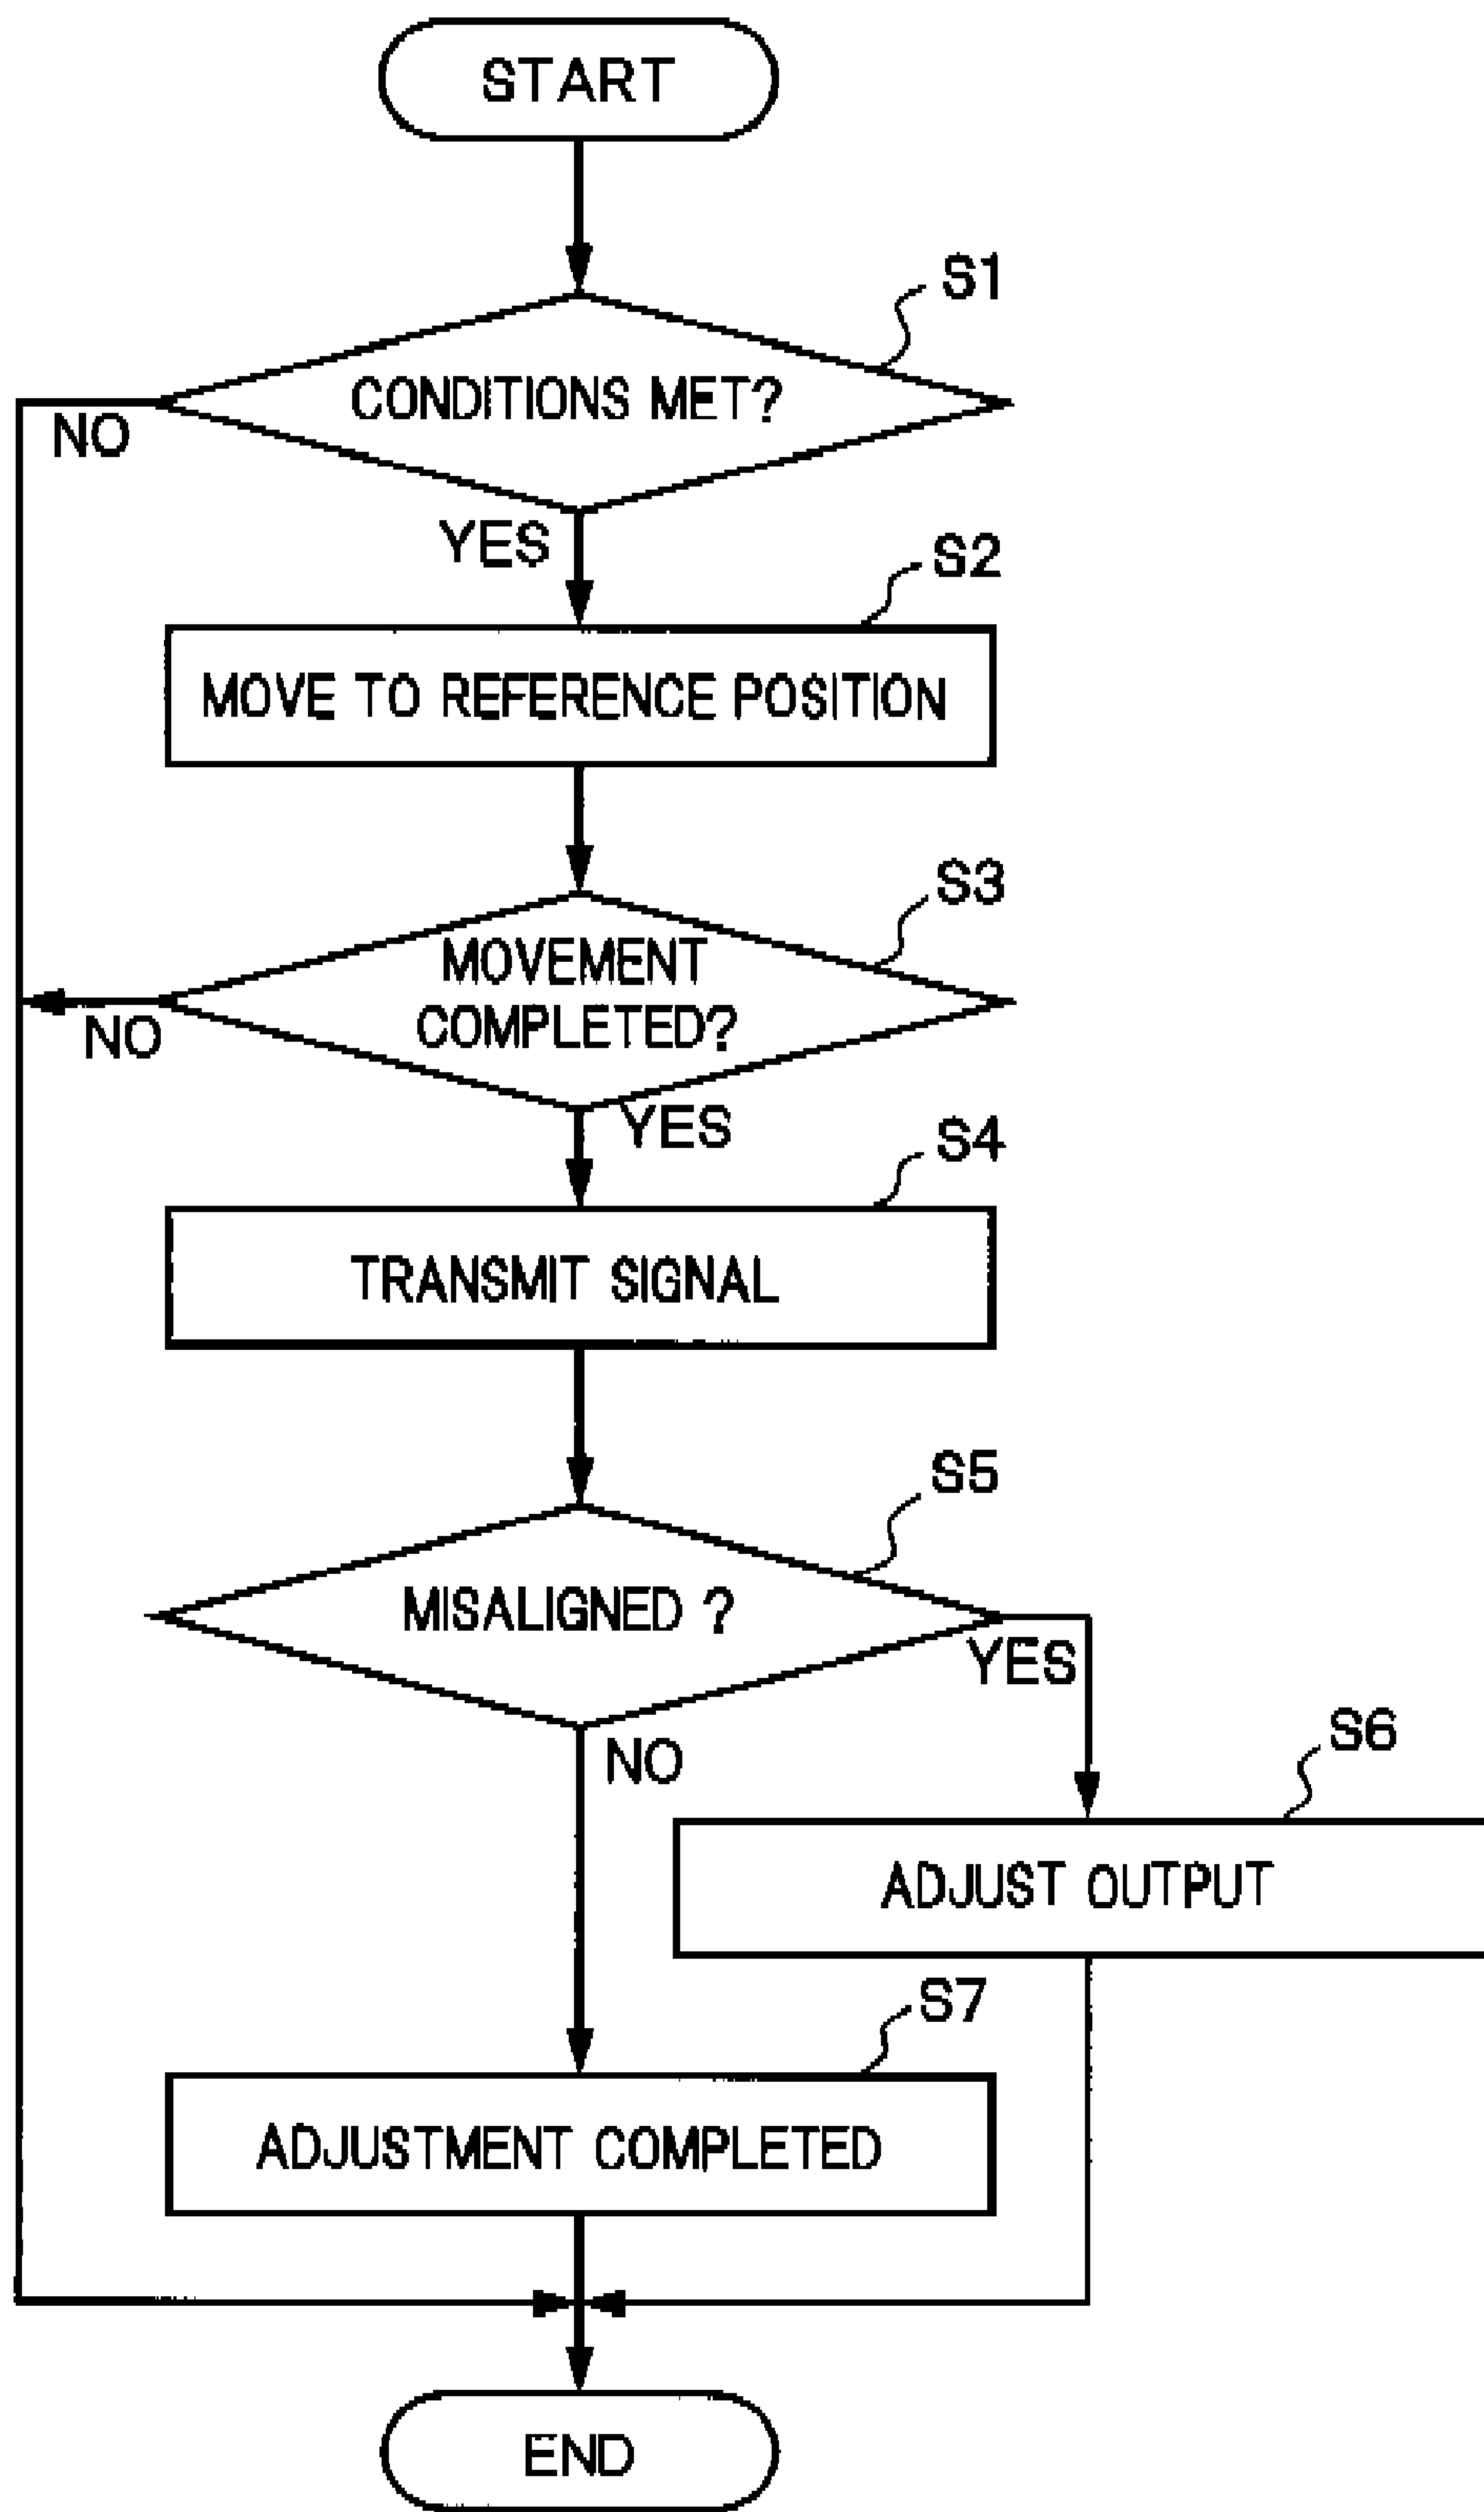 START
S1
CONDITIONS MET?
NO
YES
S2
MOVE TO REFERENCE POSITION
S3
MOVEMENT
COMPLETED?
NO
YES
S4
TRANSMIT SIGNAL
S5
MISALIGNED ?
YES
NO
S6
ADJUST OUTPUT
S7
ADJUSTMENT COMPLETED
END